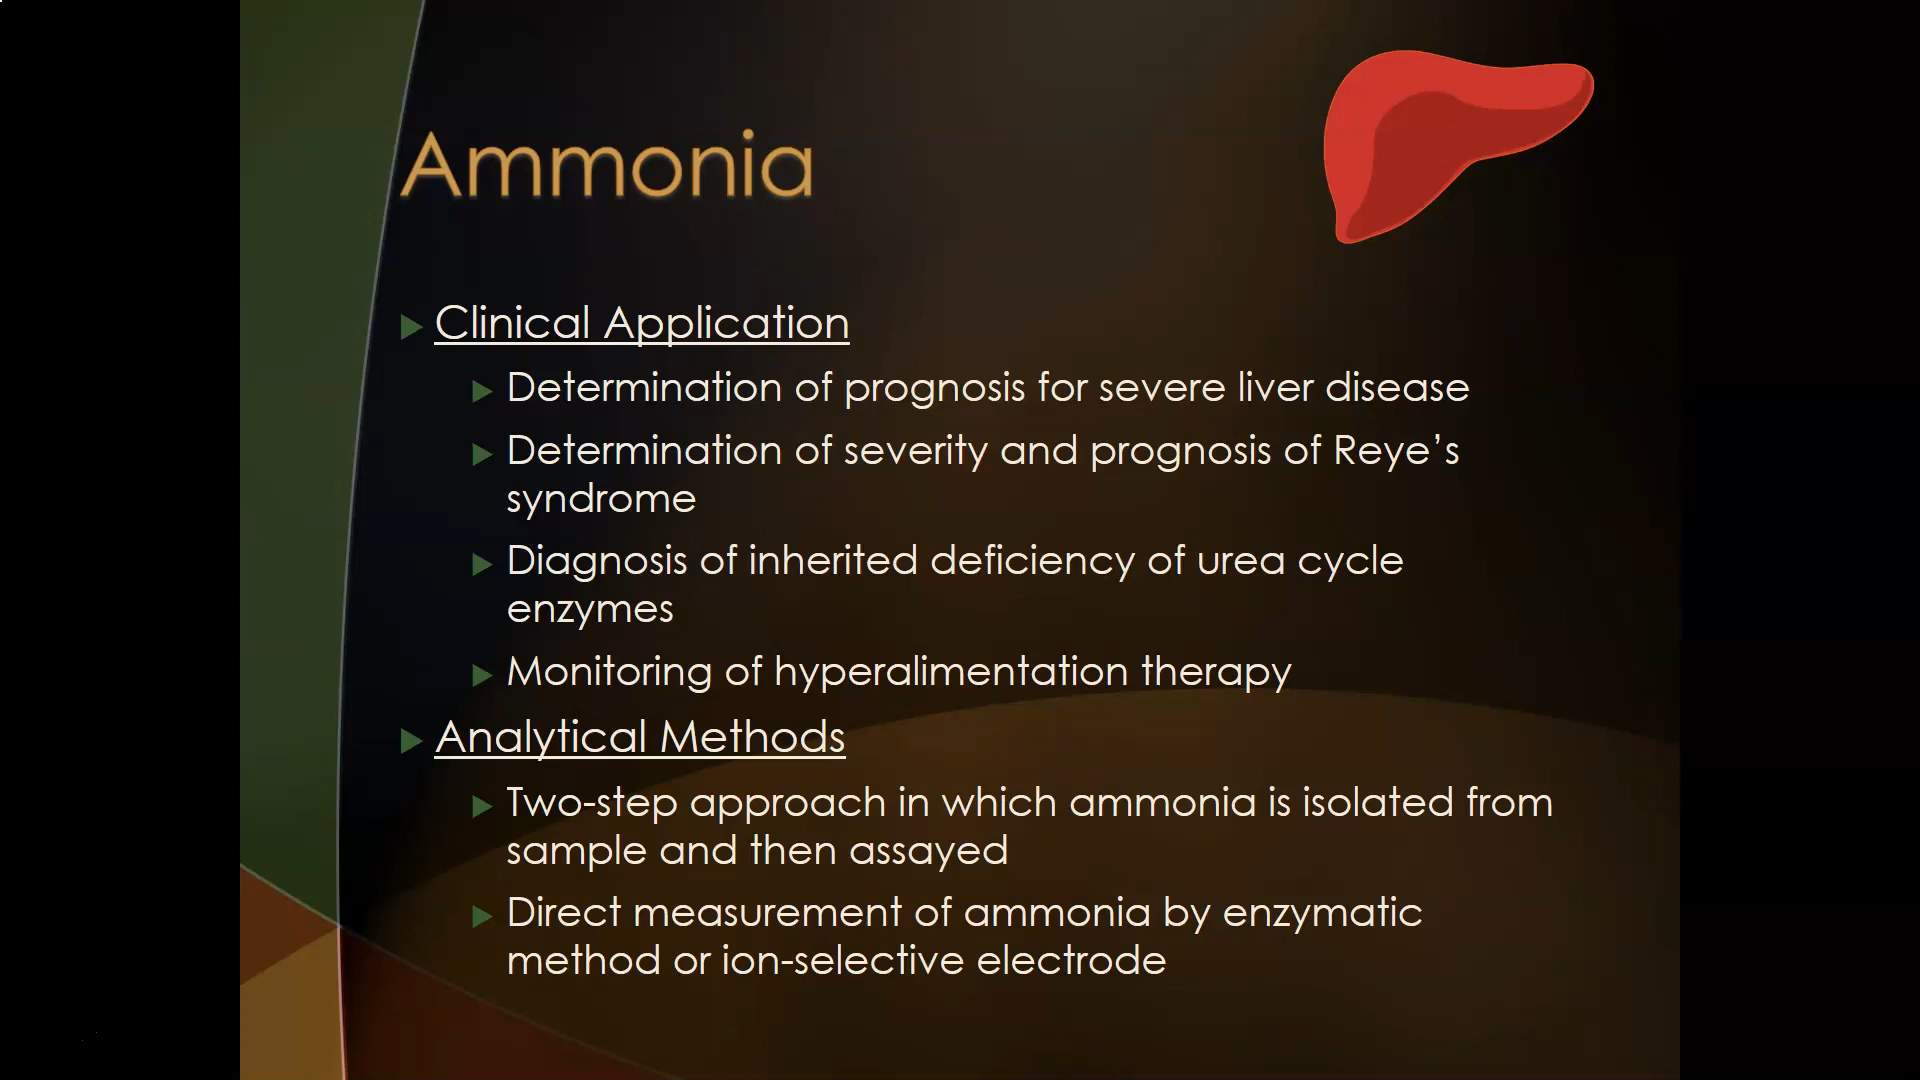 Ammonia
Clinical Application
Determination of prognosis for severe liver disease
Determination of severity and prognosis of Reye’s
syndrome
Diagnosis of inherited deficiency of urea cycle
enzymes
Monitoring of hyperalimentation therapy
Analytical Methods
Two-step approach in which ammonia is isolated from
sample and then assayed
Direct measurement of ammonia by enzymatic
method or ion-selective electrode